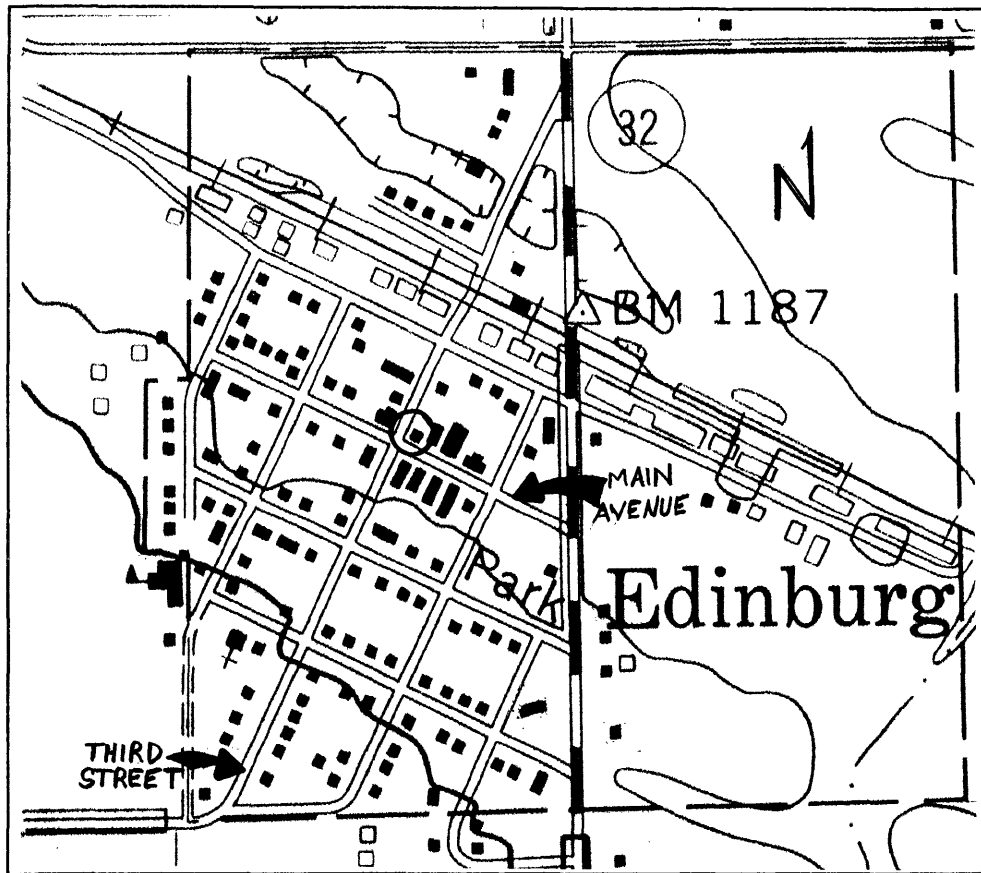 32
N
BM 1187
MAIN
AVENUE
Park
Edinburg
THIRD
STREET